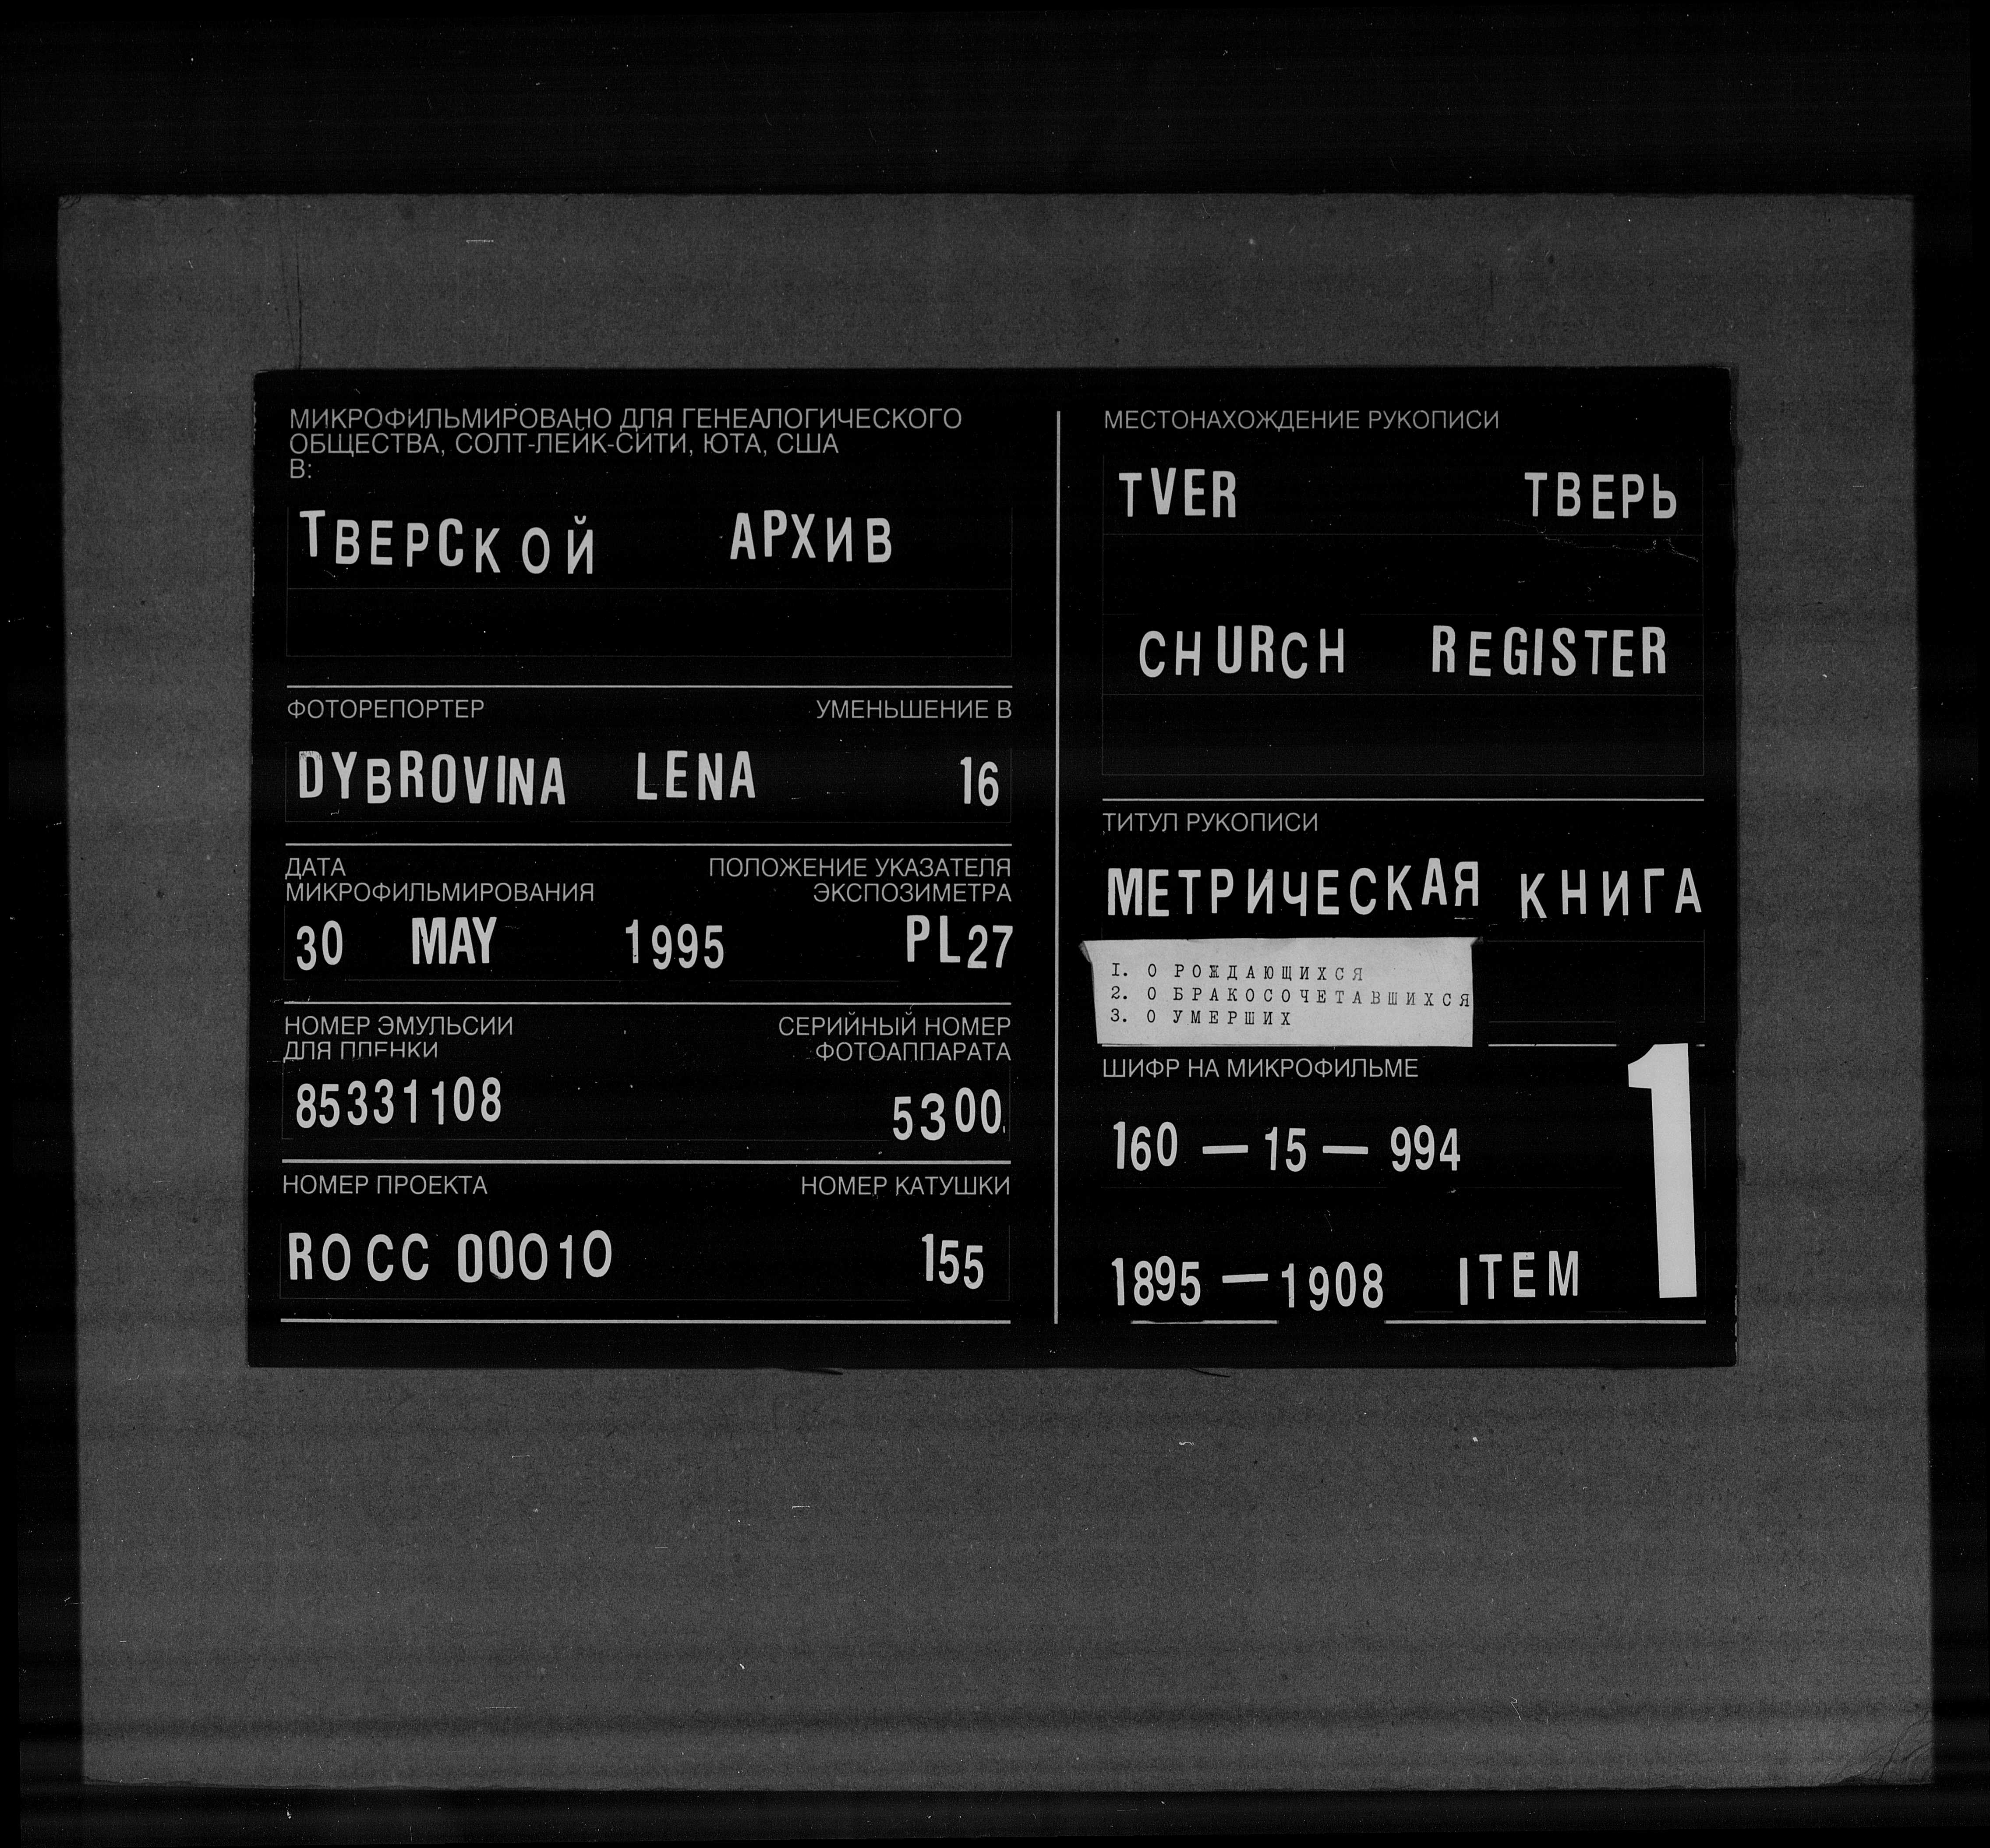 МИКРОФИЛЬМИРОВАНО ДЛЯ ГЕНЕАЛОГИЧЕСКОГО
ОБЩЕСТВА, СОЛТ-ЛЕЙК-СИТИ, ЮТА, США
В:
ТВЕРСКОЙ АРХИВ
ФОТОРЕПОРТЕР УМЕНЬШЕНИЕ В
DYBROVINA LENA 16
ДАТА ПОЛОЖЕНИЕ УКАЗАТЕЛЯ
МИКРОФИЛЬМИРОВАНИЯ ЭКСПОЗИМЕТРА
30 MAY 1995 PL27
НОМЕР ЭМУЛЬСИИ СЕРИЙНЫЙ НОМЕР
ДЛЯ ПЛЕНКИ ФОТОАППАРАТА
85331108 5300
НОМЕР ПРОЕКТА НОМЕР КАТУШКИ
ROCC 00010 155
МЕСТОНАХОЖДЕНИЕ РУКОПИСИ
TVER ТВЕРЬ
CHURCH REGISTER
ТИТУЛ РУКОПИСИ
МЕТРИЧЕСКАЯ КНИГА
1. О РОЖДАЮЩИХСЯ
2. О БРАКОСОЧЕТАВШИХСЯ
3. О УМЕРШИХ
ШИФР НА МИКРОФИЛЬМЕ
160 — 15 — 994
1895 — 1908 ITEM 1